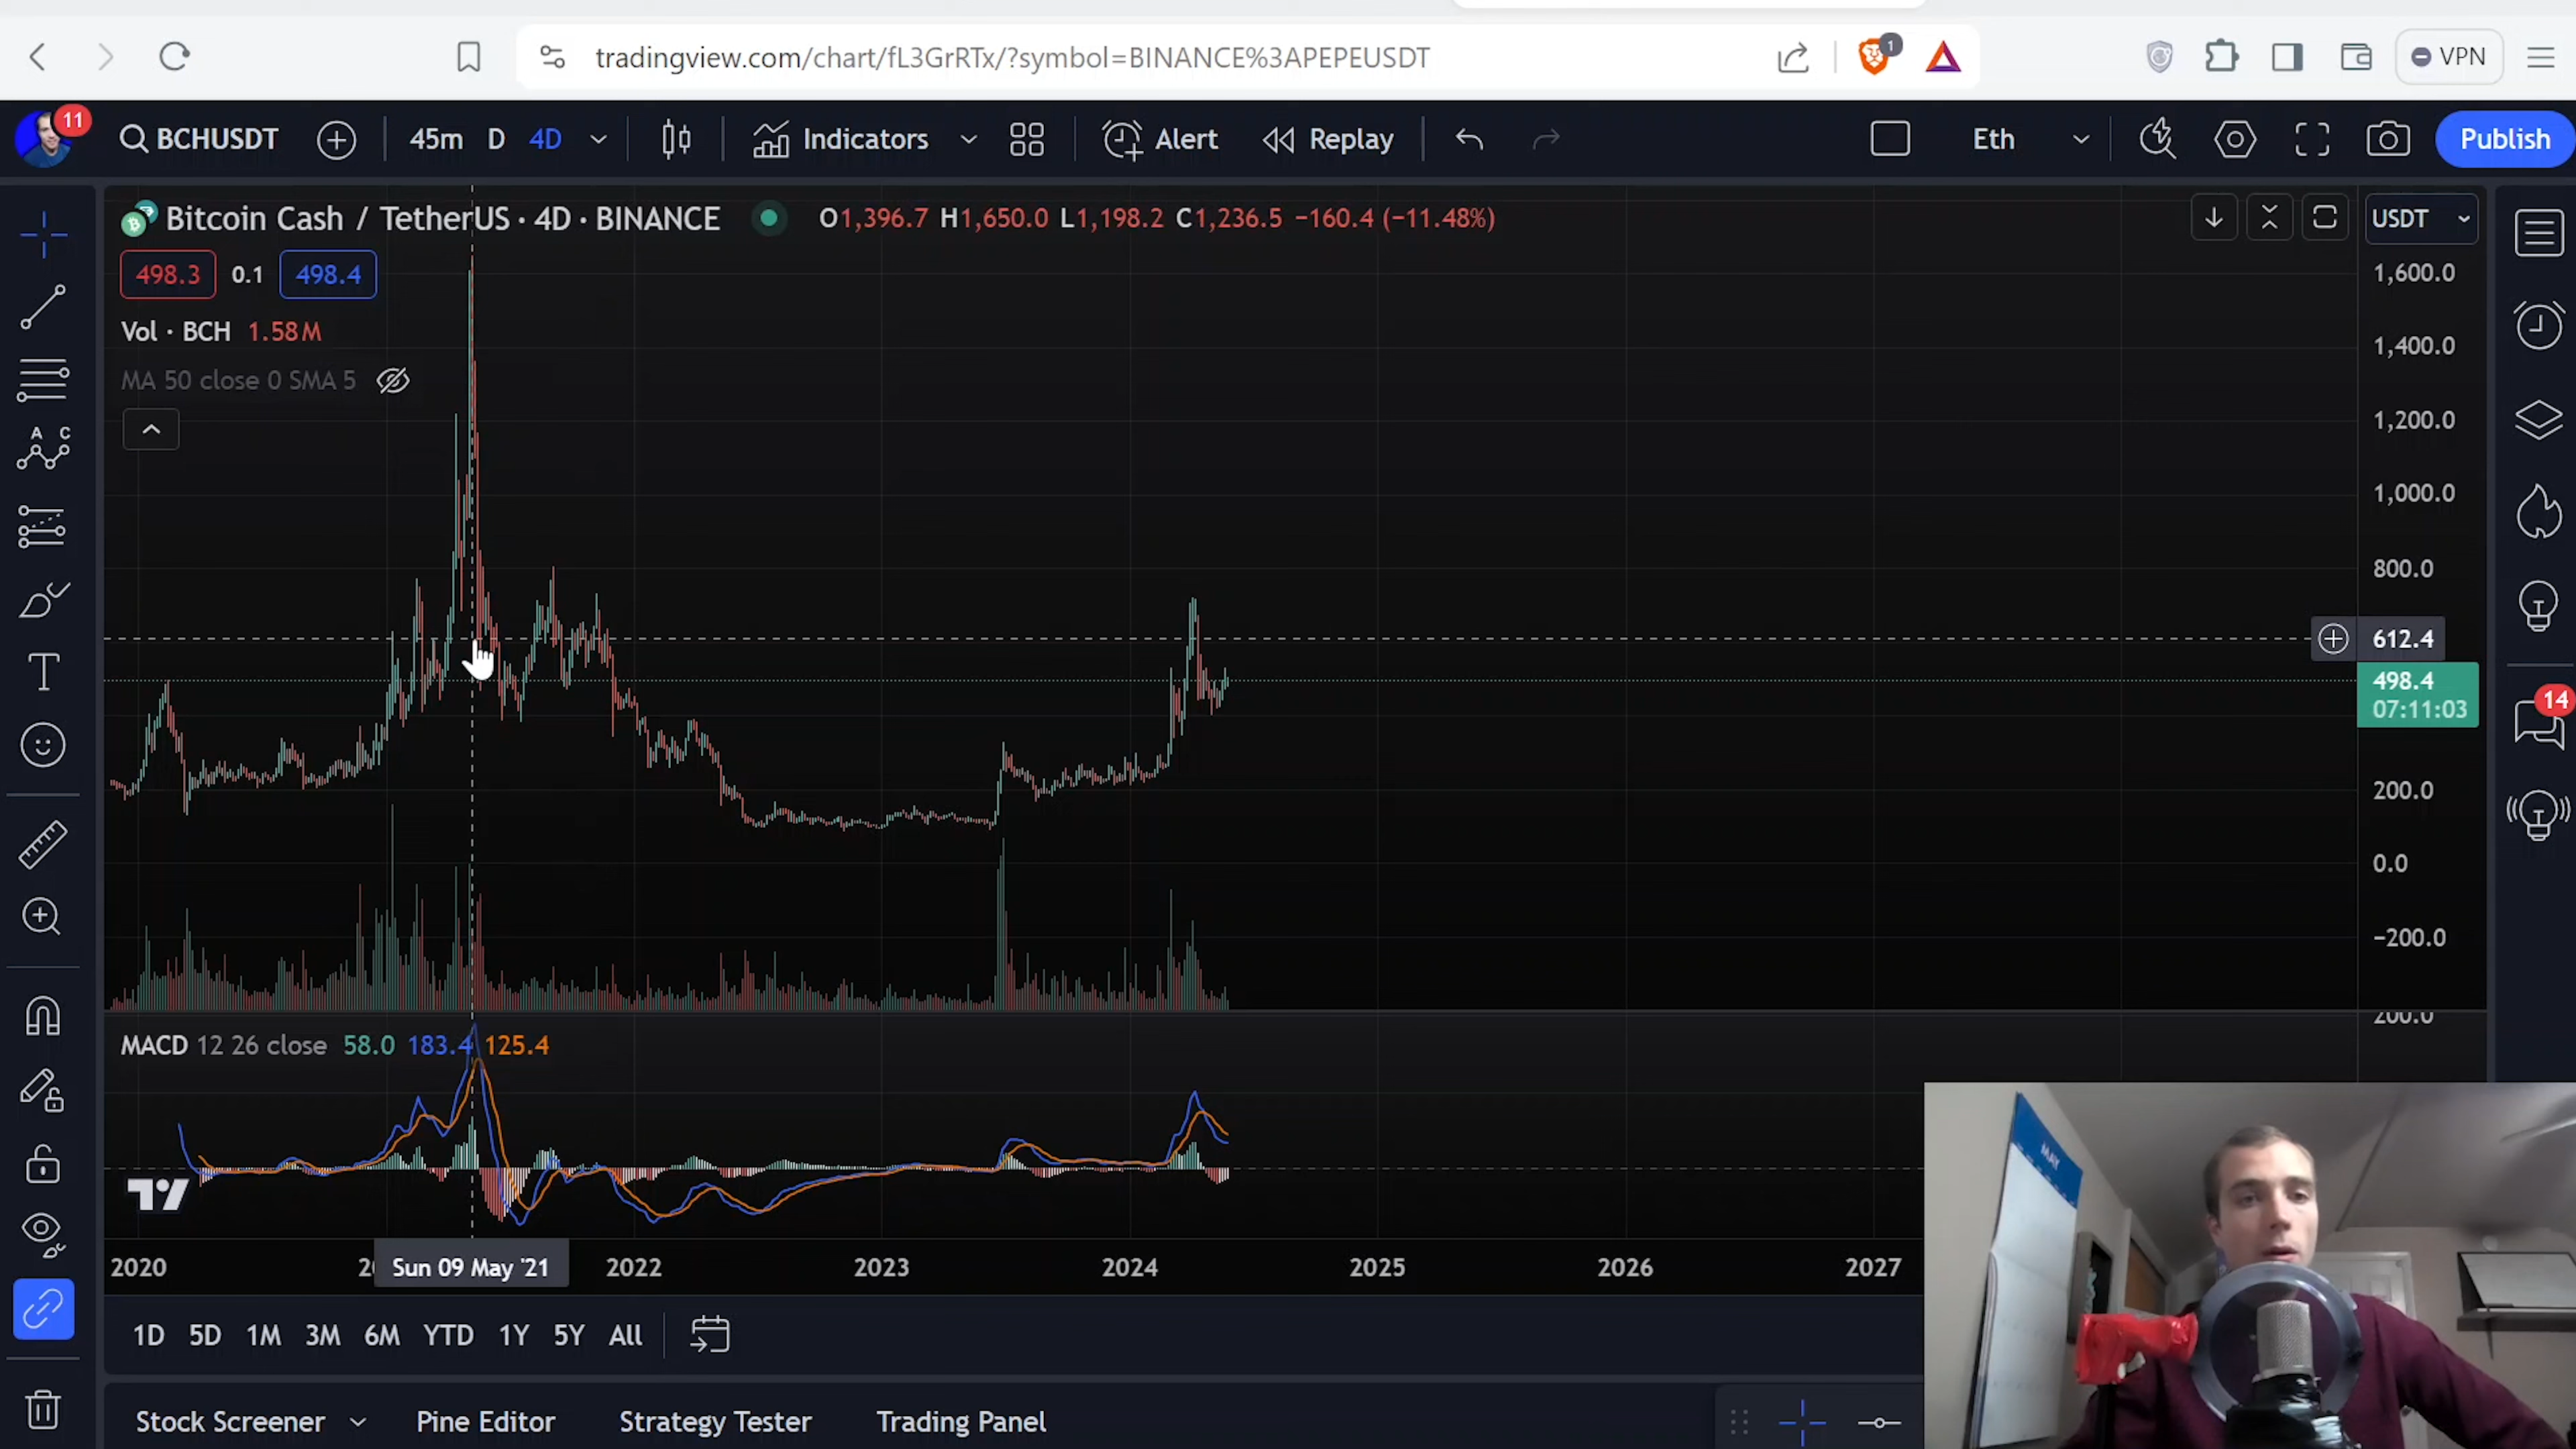 tradingview.com/chart/fL3GrRTx/?symbol=BINANCE%3APEPEUSDT
1
VPN
11
BCHUSDT
45m D 4D
Indicators
Alert
Replay
Eth
Publish
Bitcoin Cash / TetherUS · 4D · BINANCE
O1,396.7 H1,650.0 L1,198.2 C1,236.5 −160.4 (−11.48%)
USDT
498.3 0.1 498.4
Vol · BCH 1.58M
MA 50 close 0 SMA 5
1,600.0
1,400.0
1,200.0
1,000.0
800.0
612.4
498.4
07:11:03
200.0
0.0
−200.0
200.0
14
A C
T
MACD 12 26 close 58.0 183.4 125.4
MAY
2020
Sun 09 May '21
2022 2023 2024 2025 2026 2027
1D 5D 1M 3M 6M YTD 1Y 5Y All
Stock Screener Pine Editor Strategy Tester Trading Panel